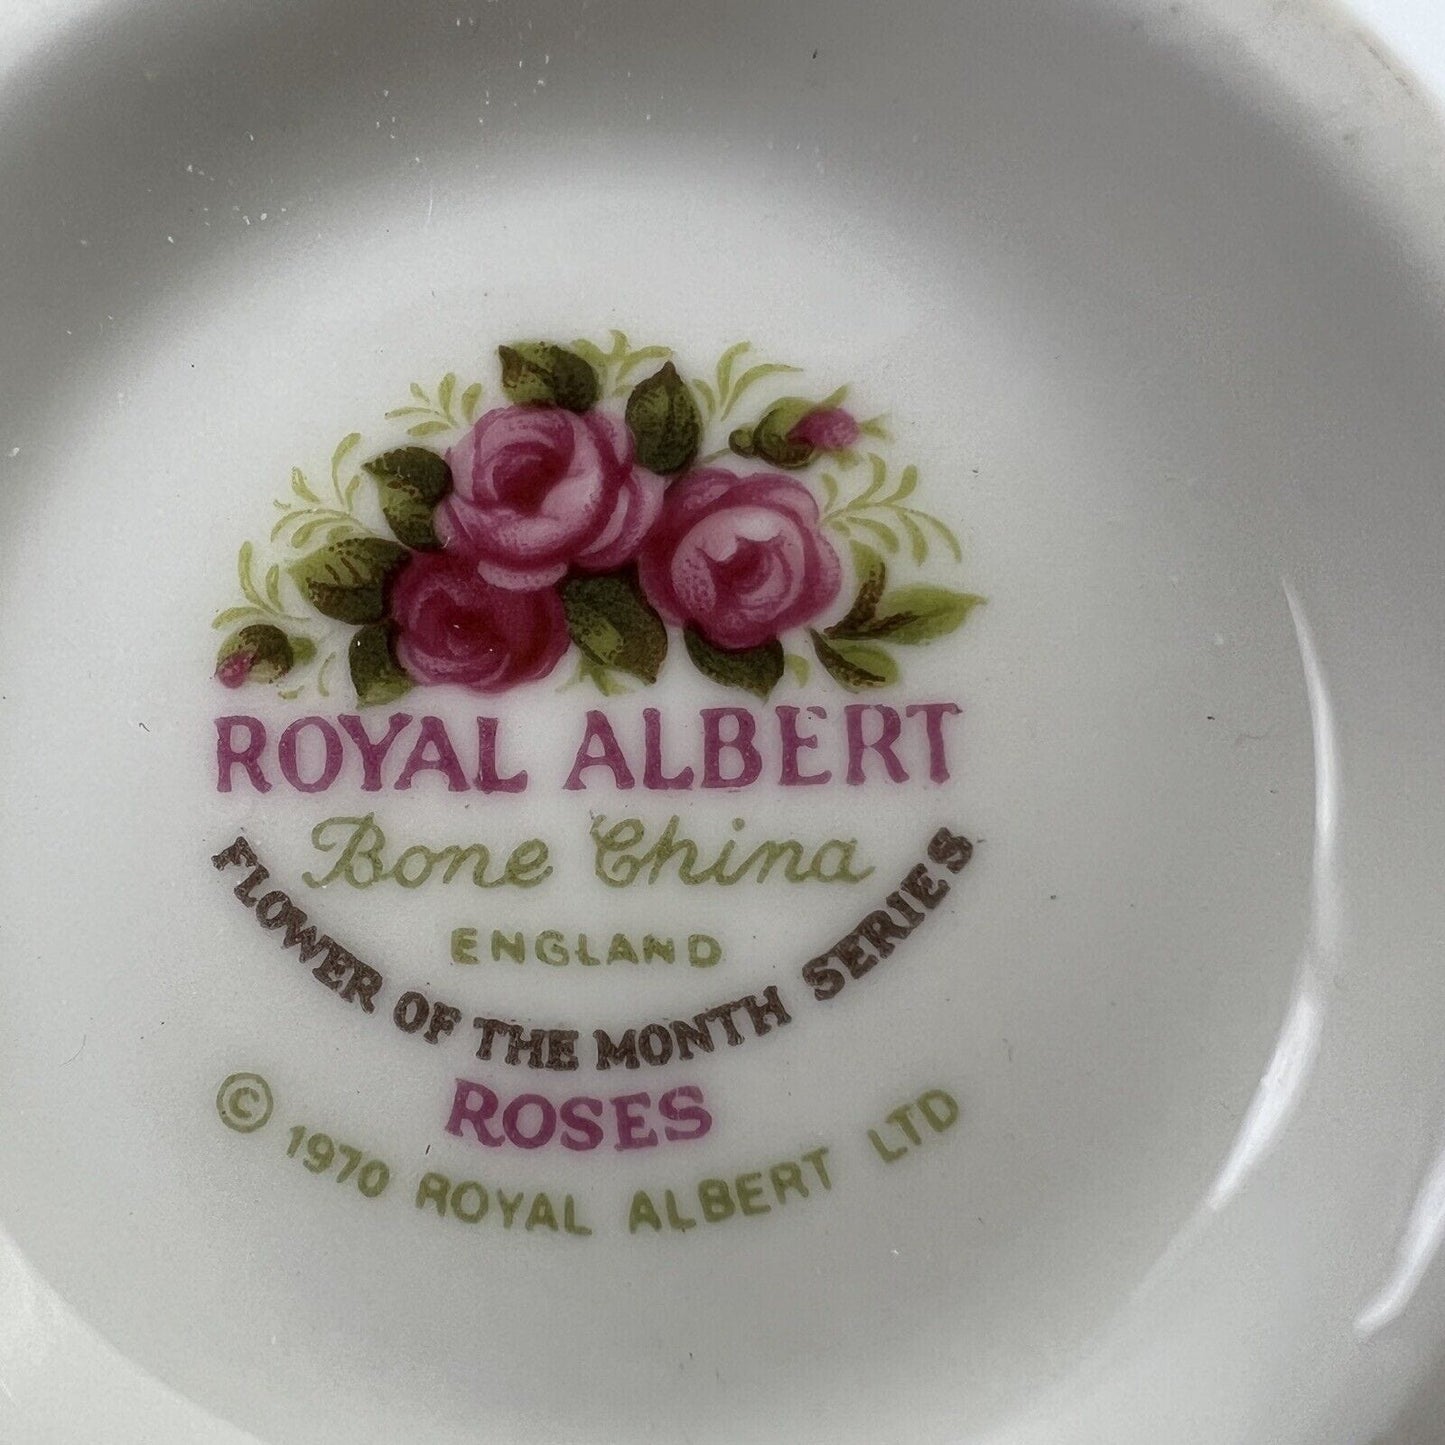 ROYAL ALBERT
Bone China
ENGLAND
FLOWER OF THE MONTH SERIES
ROSES
© 1970 ROYAL ALBERT LTD